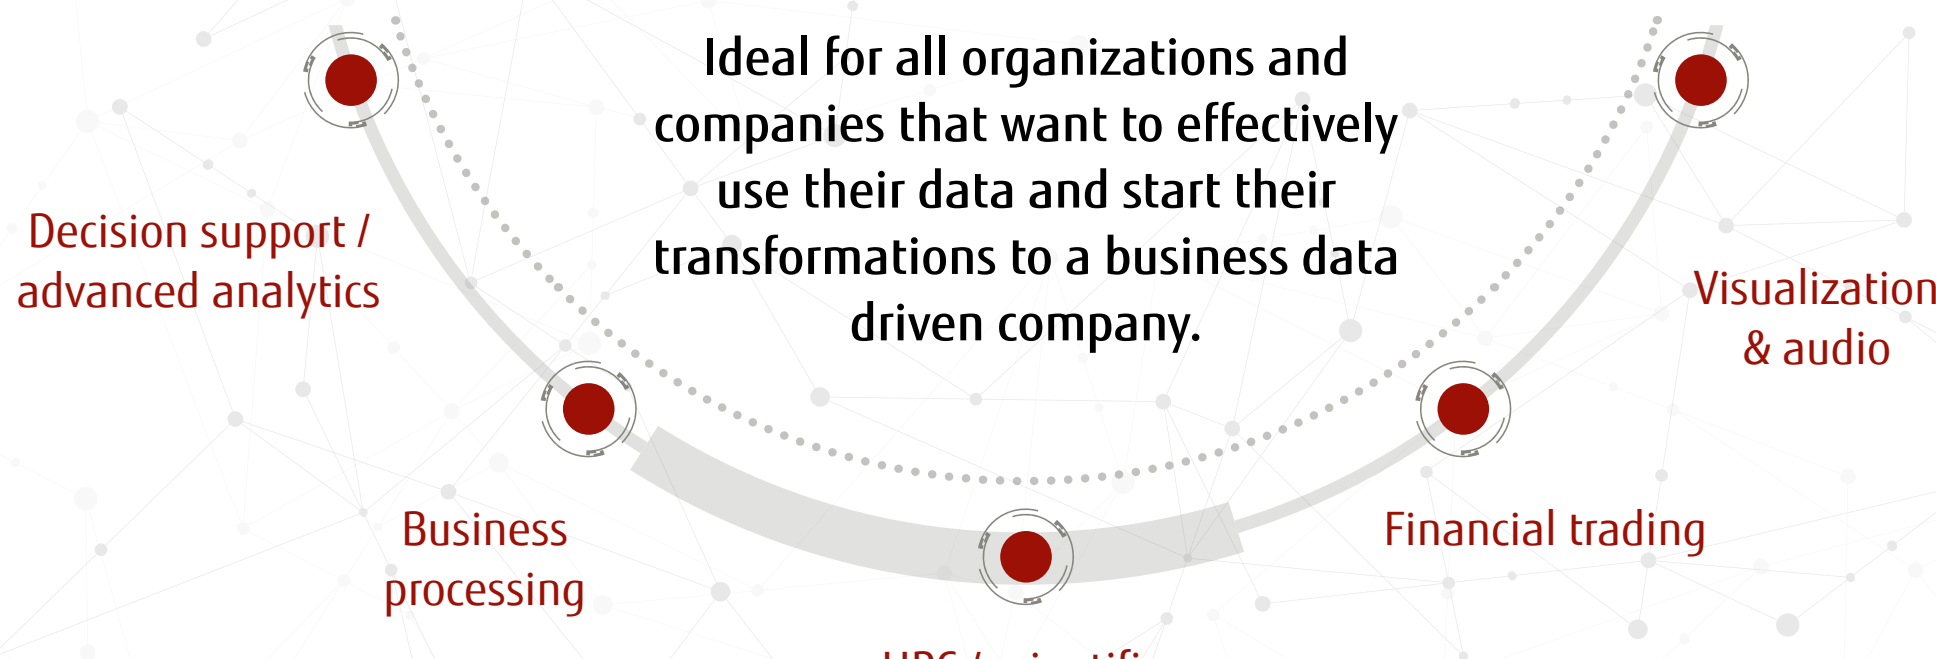 Ideal for all organizations and
companies that want to effectively
use their data and start their
transformations to a business data
driven company.
Decision support /
advanced analytics
Business
processing
Financial trading
Visualization
& audio